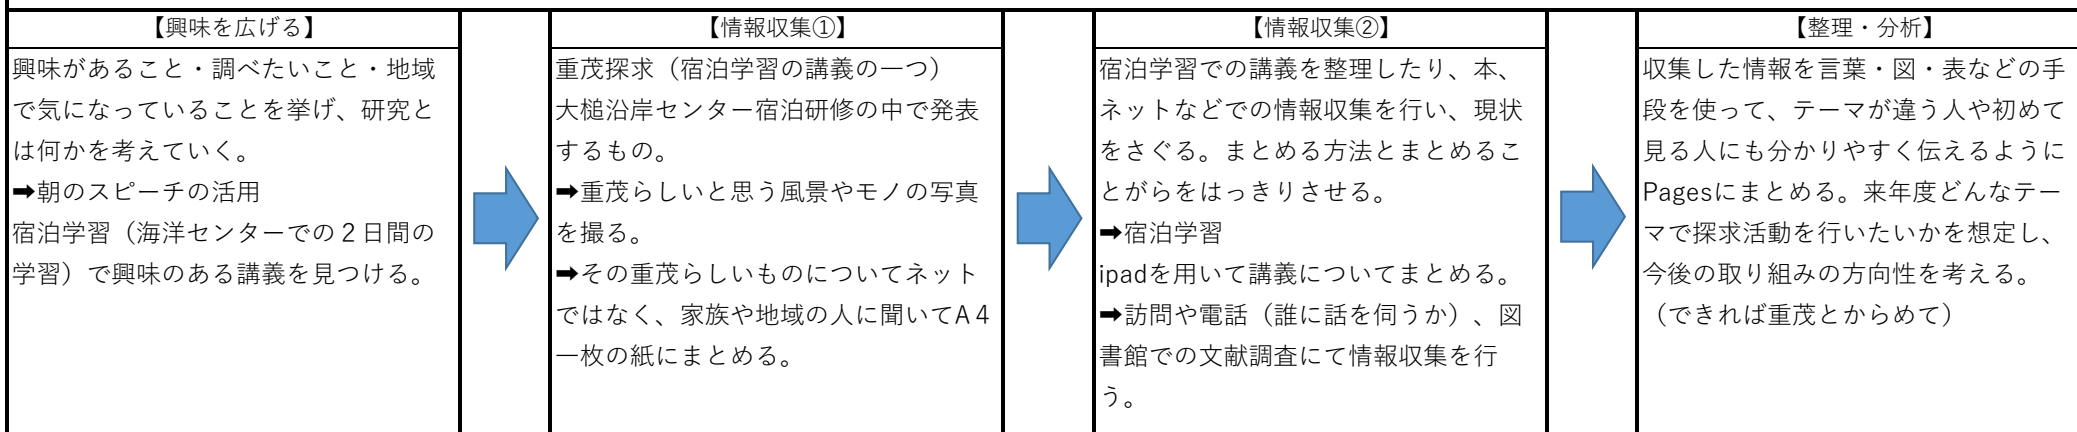 【興味を広げる】
興味があること・調べたいこと・地域
で気になっていることを挙げ、研究と
は何かを考えていく。
➡朝のスピーチの活用
宿泊学習（海洋センターでの２日間の
学習）で興味のある講義を見つける。
【情報収集①】
重茂探求（宿泊学習の講義の一つ）
大槌沿岸センター宿泊研修の中で発表
するもの。
➡重茂らしいと思う風景やモノの写真
を撮る。
➡その重茂らしいものについてネット
ではなく、家族や地域の人に聞いてA４
一枚の紙にまとめる。
【情報収集②】
宿泊学習での講義を整理したり、本、
ネットなどでの情報収集を行い、現状
をさぐる。まとめる方法とまとめるこ
とがらをはっきりさせる。
➡宿泊学習
ipadを用いて講義についてまとめる。
➡訪問や電話（誰に話を伺うか）、図
書館での文献調査にて情報収集を行
う。
【整理・分析】
収集した情報を言葉・図・表などの手
段を使って、テーマが違う人や初めて
見る人にも分かりやすく伝えるように
Pagesにまとめる。来年度どんなテー
マで探求活動を行いたいかを想定し、
今後の取り組みの方向性を考える。
（できれば重茂とからめて）